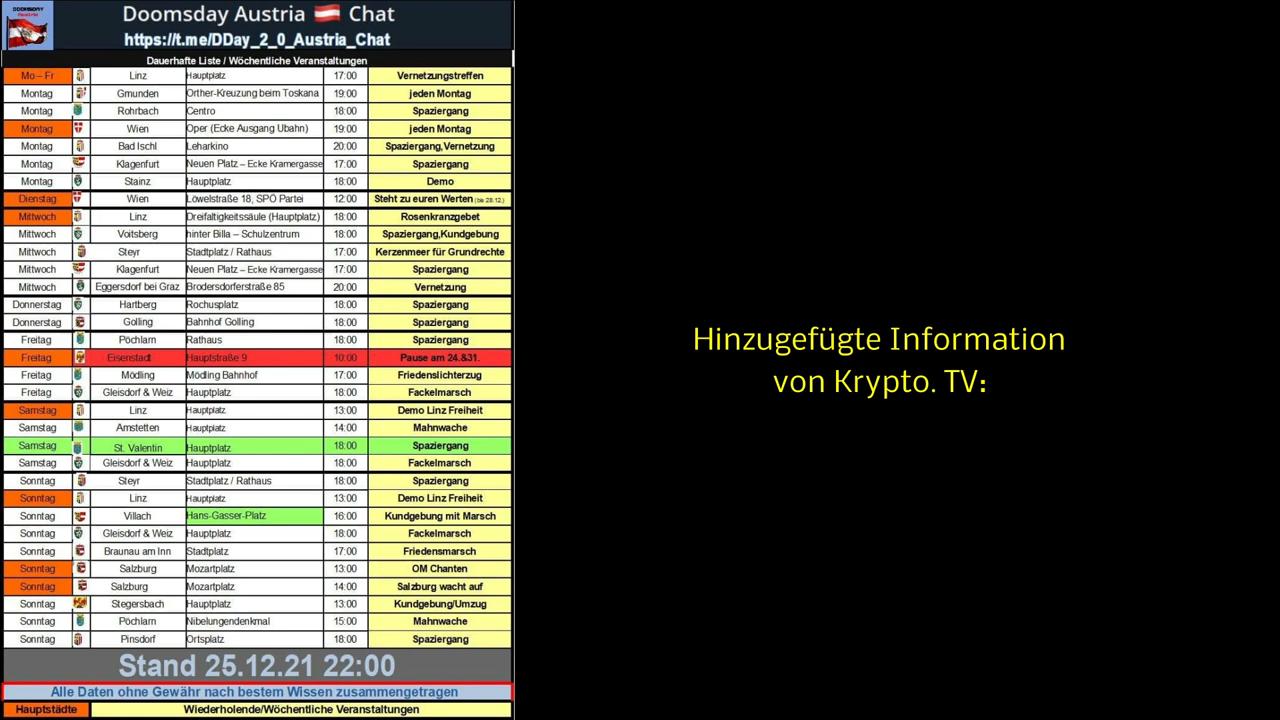 DOOMSDAY
Austria
Doomsday Austria 🇦🇹 Chat
https://t.me/DDay_2_0_Austria_Chat
Dauerhafte Liste / Wöchentliche Veranstaltungen
Mo – Fr Linz Hauptplatz 17:00 Vernetzungstreffen
Montag Gmunden Orther-Kreuzung beim Toskana 19:00 jeden Montag
Montag Rohrbach Centro 18:00 Spaziergang
Montag Wien Oper (Ecke Ausgang Ubahn) 19:00 jeden Montag
Montag Bad Ischl Leharkino 20:00 Spaziergang,Vernetzung
Montag Klagenfurt Neuen Platz – Ecke Kramergasse 17:00 Spaziergang
Montag Stainz Hauptplatz 18:00 Demo
Dienstag Wien Löwelstraße 18, SPÖ Partei 12:00 Steht zu euren Werten (bis 28.12.)
Mittwoch Linz Dreifaltigkeitssäule (Hauptplatz) 18:00 Rosenkranzgebet
Mittwoch Voitsberg hinter Billa – Schulzentrum 18:00 Spaziergang,Kundgebung
Mittwoch Steyr Stadtplatz / Rathaus 17:00 Kerzenmeer für Grundrechte
Mittwoch Klagenfurt Neuen Platz – Ecke Kramergasse 17:00 Spaziergang
Mittwoch Eggersdorf bei Graz Brodersdorferstraße 85 20:00 Vernetzung
Donnerstag Hartberg Rochusplatz 18:00 Spaziergang
Donnerstag Golling Bahnhof Golling 18:00 Spaziergang
Freitag Pöchlarn Rathaus 18:00 Spaziergang
Freitag Eisenstadt Hauptstraße 9 10:00 Pause am 24.&31.
Freitag Mödling Mödling Bahnhof 17:00 Friedenslichterzug
Freitag Gleisdorf & Weiz Hauptplatz 18:00 Fackelmarsch
Samstag Linz Hauptplatz 13:00 Demo Linz Freiheit
Samstag Amstetten Hauptplatz 14:00 Mahnwache
Samstag St. Valentin Hauptplatz 18:00 Spaziergang
Samstag Gleisdorf & Weiz Hauptplatz 18:00 Fackelmarsch
Sonntag Steyr Stadtplatz / Rathaus 18:00 Spaziergang
Sonntag Linz Hauptplatz 13:00 Demo Linz Freiheit
Sonntag Villach Hans-Gasser-Platz 16:00 Kundgebung mit Marsch
Sonntag Gleisdorf & Weiz Hauptplatz 18:00 Fackelmarsch
Sonntag Braunau am Inn Stadtplatz 17:00 Friedensmarsch
Sonntag Salzburg Mozartplatz 13:00 OM Chanten
Sonntag Salzburg Mozartplatz 14:00 Salzburg wacht auf
Sonntag Stegersbach Hauptplatz 13:00 Kundgebung/Umzug
Sonntag Pöchlarn Nibelungendenkmal 15:00 Mahnwache
Sonntag Pinsdorf Ortsplatz 18:00 Spaziergang
Stand 25.12.21 22:00
Alle Daten ohne Gewähr nach bestem Wissen zusammengetragen
Hauptstädte Wiederholende/Wöchentliche Veranstaltungen
Hinzugefügte Information
von Krypto. TV: